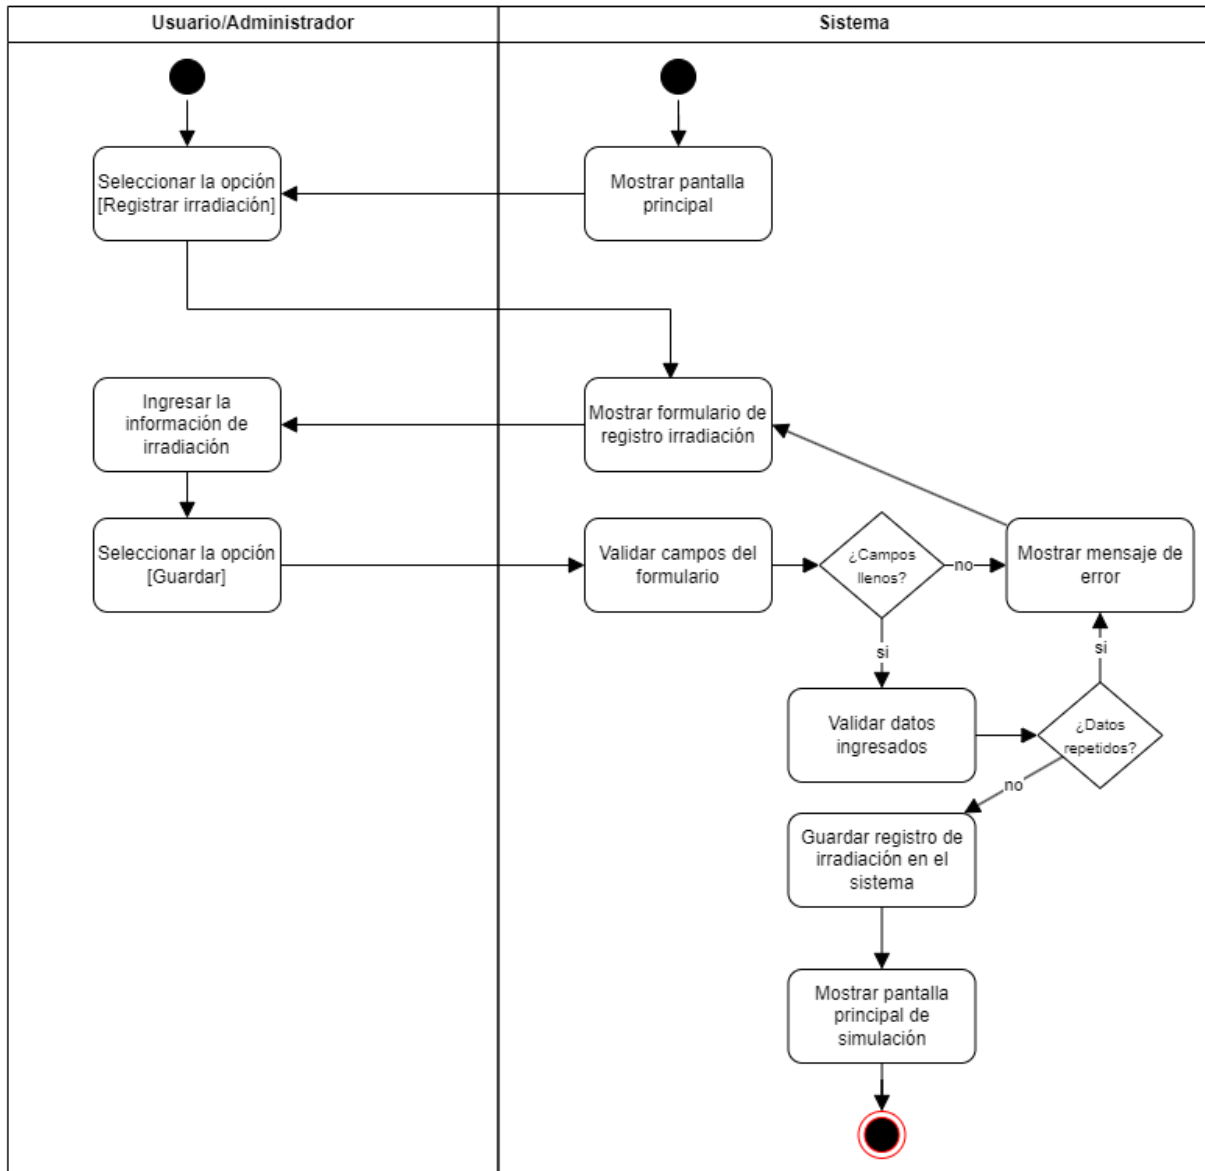 Usuario/Administrador
Sistema
Seleccionar la opción
[Registrar irradiación]
Mostrar pantalla
principal
Ingresar la
información de
irradiación
Mostrar formulario de
registro irradiación
Seleccionar la opción
[Guardar]
Validar campos del
formulario
¿Campos
llenos?
no
Mostrar mensaje de
error
si
si
Validar datos
ingresados
¿Datos
repetidos?
no
Guardar registro de
irradiación en el
sistema
Mostrar pantalla
principal de
simulación